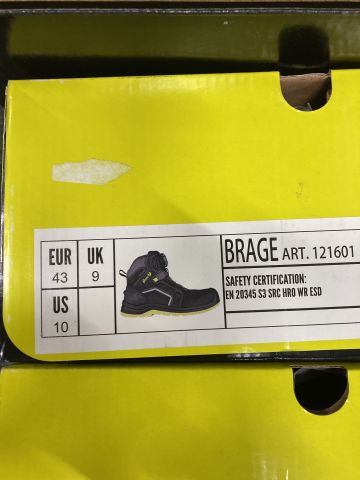 EUR
43
UK
9
US
10
BRAGE ART. 121601
SAFETY CERTIFICATION:
EN 20345 S3 SRC HRO WR ESD